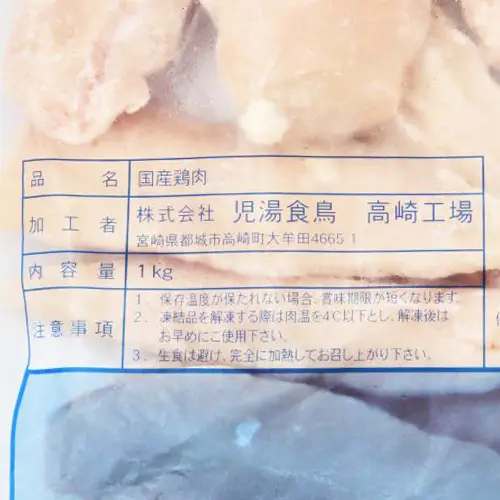 品名 国産鶏肉
加工者 株式会社 児湯食鳥 高崎工場
宮崎県都城市高崎町大牟田4665 1
内容量 1kg
注意事項 1. 保存温度が保たれない場合、賞味期限が短くなります。
2. 凍結品を解凍する際は肉温を4℃以下とし、解凍後は
お早めにご使用下さい。
3. 生食は避け、完全に加熱してお召し上がり下さい。